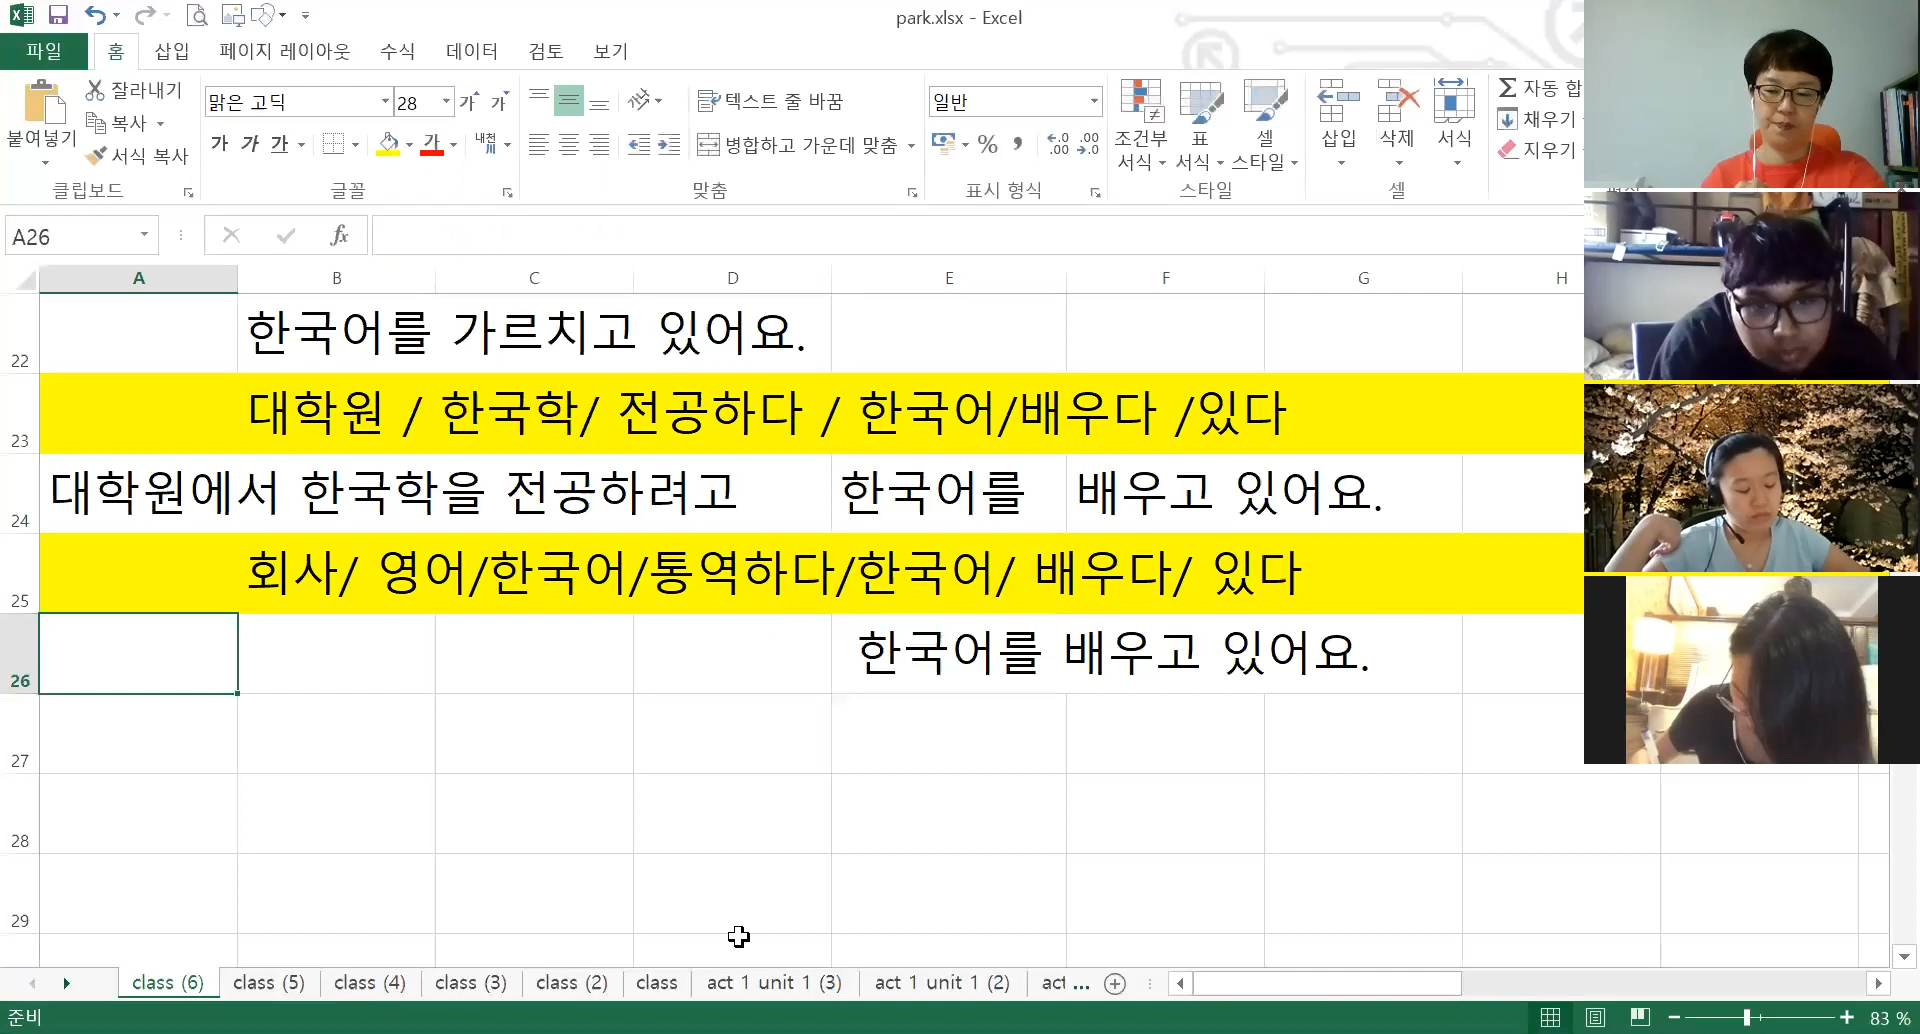 park.xlsx - Excel
파일 홈 삽입 페이지 레이아웃 수식 데이터 검토 보기
붙여넣기 잘라내기 복사 서식 복사
맑은 고딕 28
가 가 가 가 가
텍스트 줄 바꿈
병합하고 가운데 맞춤
일반
% , .0 .00 .00 .0
조건부 서식 표 서식 셀 스타일
삽입 삭제 서식
자동 합
채우기
지우기
클립보드 글꼴 맞춤 표시 형식 스타일 셀
A26 fx
A B C D E F G H
22 한국어를 가르치고 있어요.
23 대학원 / 한국학/ 전공하다 / 한국어/배우다 /있다
24 대학원에서 한국학을 전공하려고 한국어를 배우고 있어요.
25 회사/ 영어/한국어/통역하다/한국어/ 배우다/ 있다
26 한국어를 배우고 있어요.
27
28
29
class (6) class (5) class (4) class (3) class (2) class act 1 unit 1 (3) act 1 unit 1 (2) act ...
준비 83 %